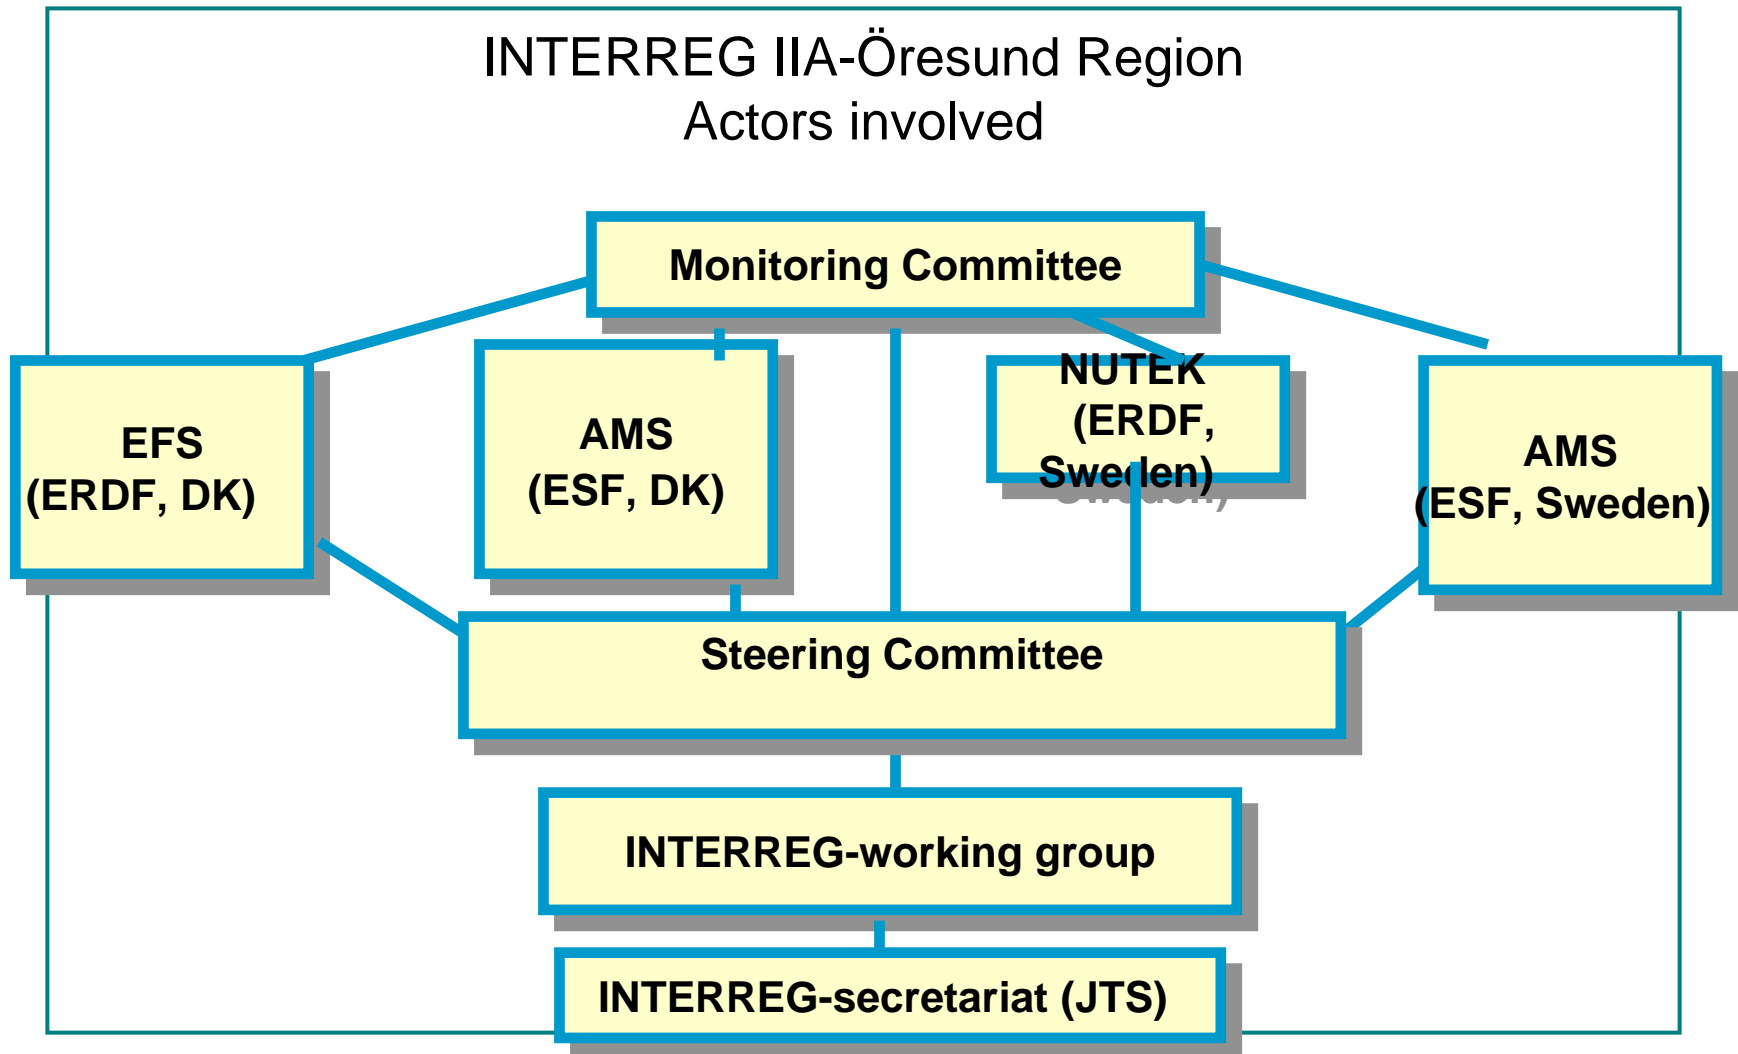 INTERREG IIA-Öresund Region
Actors involved
Monitoring Committee
EFS
(ERDF, DK)
AMS
(ESF, DK)
NUTEK
(ERDF,
Sweden)
AMS
(ESF, Sweden)
Steering Committee
INTERREG-working group
INTERREG-secretariat (JTS)